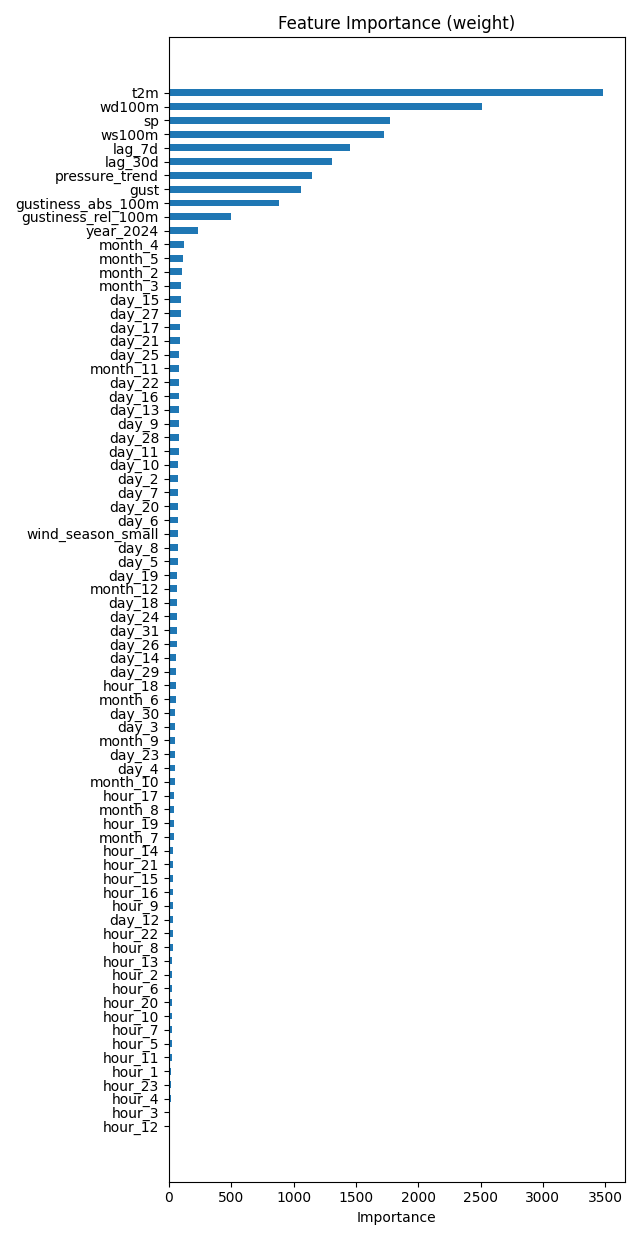 Feature Importance (weight)
t2m
wd100m
sp
ws100m
lag_7d
lag_30d
pressure_trend
gust
gustiness_abs_100m
gustiness_rel_100m
year_2024
month_4
month_5
month_2
month_3
day_15
day_27
day_17
day_21
day_25
month_11
day_22
day_16
day_13
day_9
day_28
day_11
day_10
day_2
day_7
day_20
day_6
wind_season_small
day_8
day_5
day_19
month_12
day_18
day_24
day_31
day_26
day_14
day_29
hour_18
month_6
day_30
day_3
month_9
day_23
day_4
month_10
hour_17
month_8
hour_19
month_7
hour_14
hour_21
hour_15
hour_16
hour_9
day_12
hour_22
hour_8
hour_13
hour_2
hour_6
hour_20
hour_10
hour_7
hour_5
hour_11
hour_1
hour_23
hour_4
hour_3
hour_12
0 500 1000 1500 2000 2500 3000 3500
Importance